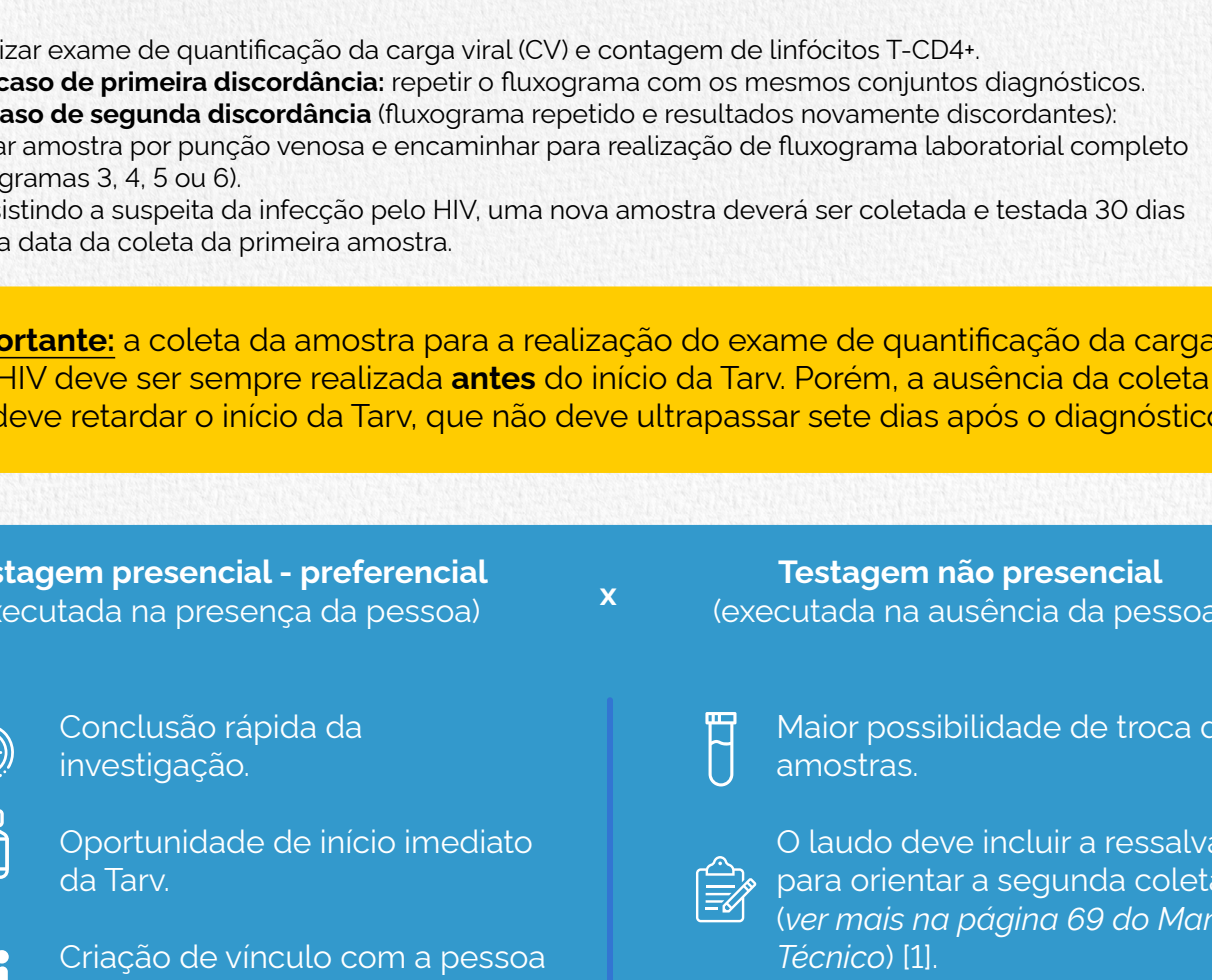 izar exame de quantificação da carga viral (CV) e contagem de linfócitos T-CD4+.
caso de primeira discordância: repetir o fluxograma com os mesmos conjuntos diagnósticos.
aso de segunda discordância (fluxograma repetido e resultados novamente discordantes):
ar amostra por punção venosa e encaminhar para realização de fluxograma laboratorial completo
gramas 3, 4, 5 ou 6).
sistindo a suspeita da infecção pelo HIV, uma nova amostra deverá ser coletada e testada 30 dias
a data da coleta da primeira amostra.
ortante: a coleta da amostra para a realização do exame de quantificação da carga
HIV deve ser sempre realizada antes do início da Tarv. Porém, a ausência da coleta
deve retardar o início da Tarv, que não deve ultrapassar sete dias após o diagnóstico
stagem presencial - preferencial
xecutada na presença da pessoa)
x
Testagem não presencial
(executada na ausência da pessoa
Conclusão rápida da
investigação.
Oportunidade de início imediato
da Tarv.
Criação de vínculo com a pessoa
Maior possibilidade de troca
amostras.
O laudo deve incluir a ressalva
para orientar a segunda coleta
(ver mais na página 69 do Man
Técnico) [1].